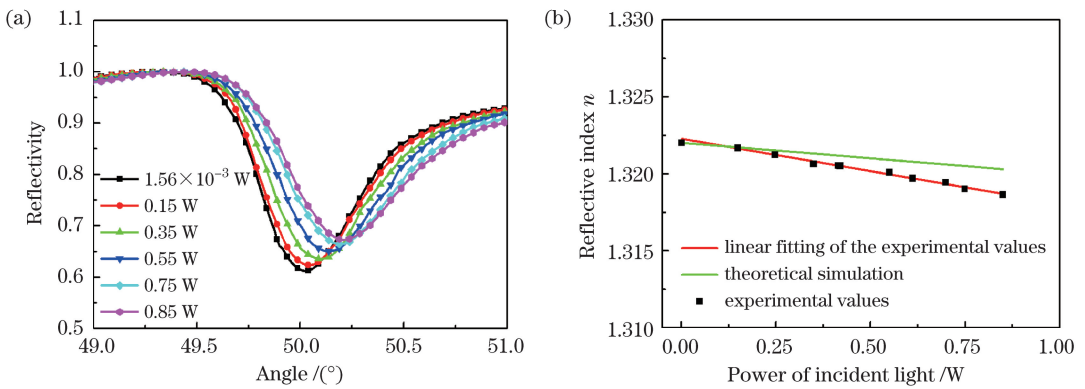 (a)
1.1
1.0
0.9
0.8
0.7
0.6
0.5
Reflectivity
1.56×10⁻³ W
0.15 W
0.35 W
0.55 W
0.75 W
0.85 W
49.0 49.5 50.0 50.5 51.0
Angle /(°)
(b)
1.330
1.325
1.320
1.315
1.310
Reflective index n
linear fitting of the experimental values
theoretical simulation
experimental values
0.00 0.25 0.50 0.75 1.00
Power of incident light /W